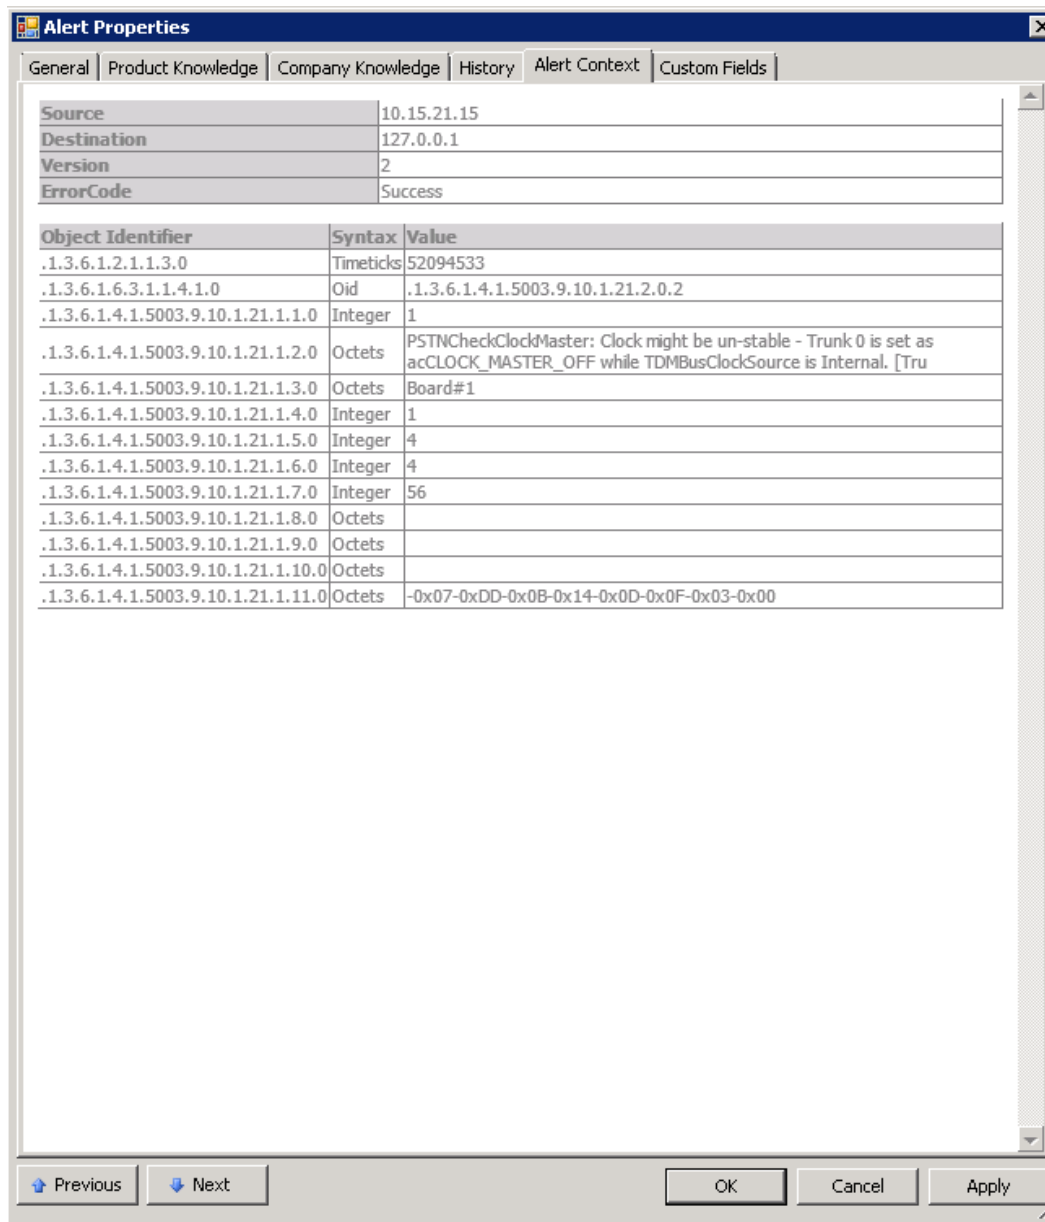 Alert Properties
General Product Knowledge Company Knowledge History Alert Context Custom Fields
Source 10.15.21.15
Destination 127.0.0.1
Version 2
ErrorCode Success
Object Identifier Syntax Value
.1.3.6.1.2.1.1.3.0 Timeticks 52094533
.1.3.6.1.6.3.1.1.4.1.0 Oid .1.3.6.1.4.1.5003.9.10.1.21.2.0.2
.1.3.6.1.4.1.5003.9.10.1.21.1.1.0 Integer 1
.1.3.6.1.4.1.5003.9.10.1.21.1.2.0 Octets PSTNCheckClockMaster: Clock might be un-stable - Trunk 0 is set as
acCLOCK_MASTER_OFF while TDMBusClockSource is Internal. [Tru
.1.3.6.1.4.1.5003.9.10.1.21.1.3.0 Octets Board#1
.1.3.6.1.4.1.5003.9.10.1.21.1.4.0 Integer 1
.1.3.6.1.4.1.5003.9.10.1.21.1.5.0 Integer 4
.1.3.6.1.4.1.5003.9.10.1.21.1.6.0 Integer 4
.1.3.6.1.4.1.5003.9.10.1.21.1.7.0 Integer 56
.1.3.6.1.4.1.5003.9.10.1.21.1.8.0 Octets
.1.3.6.1.4.1.5003.9.10.1.21.1.9.0 Octets
.1.3.6.1.4.1.5003.9.10.1.21.1.10.0 Octets
.1.3.6.1.4.1.5003.9.10.1.21.1.11.0 Octets -0x07-0xDD-0x0B-0x14-0x0D-0x0F-0x03-0x00
Previous Next OK Cancel Apply